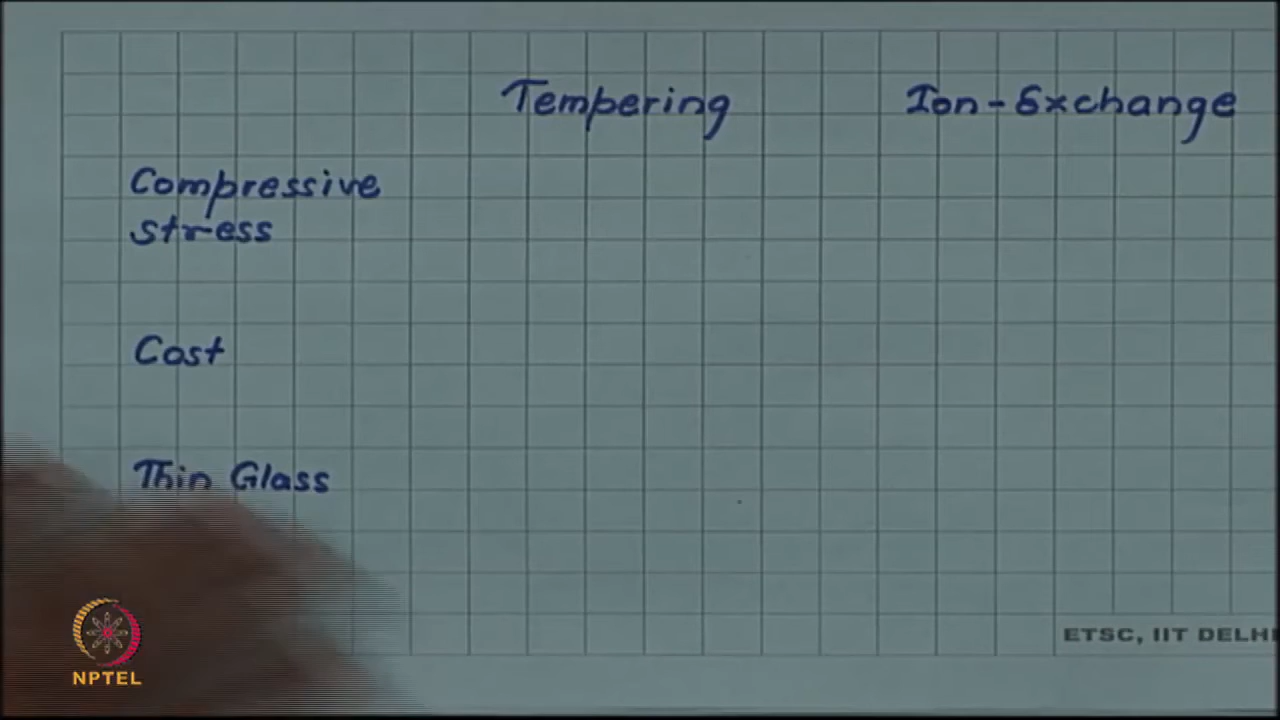 Tempering Ion-Exchange
Compressive
stress
Cost
Thin Glass
ETSC, IIT DELHI
NPTEL